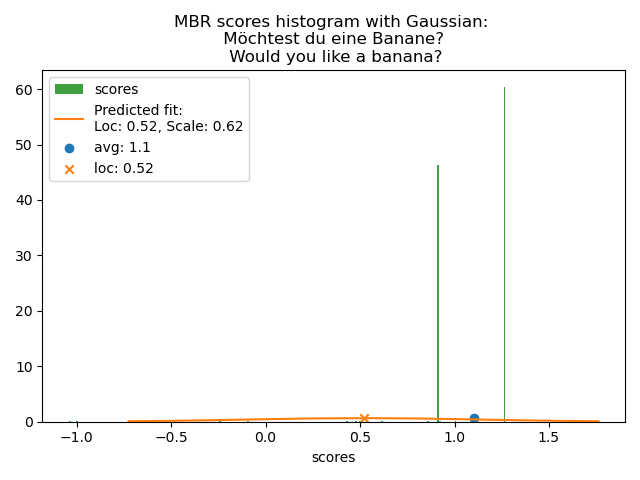 MBR scores histogram with Gaussian:
Möchtest du eine Banane?
Would you like a banana?
60
50
40
30
20
10
0
scores
Predicted fit:
Loc: 0.52, Scale: 0.62
avg: 1.1
loc: 0.52
−1.0 −0.5 0.0 0.5 1.0 1.5
scores